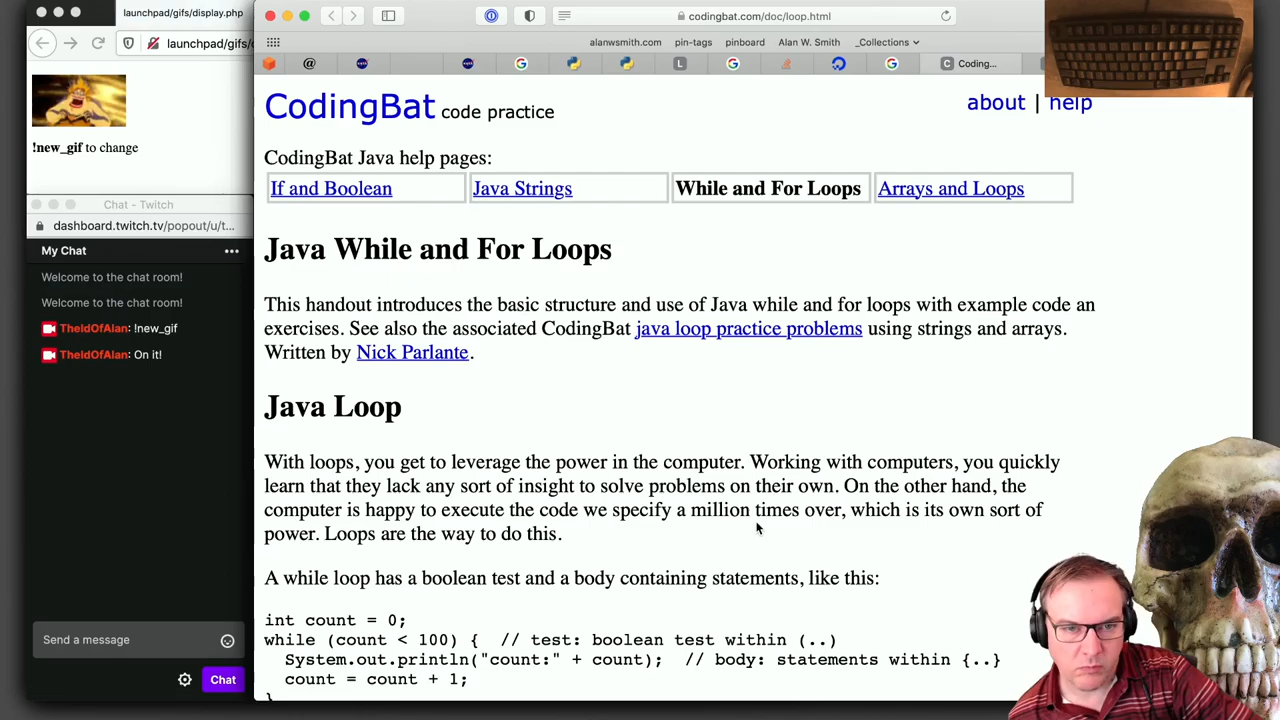 launchpad/gifs/display.php
launchpad/gifs/
!new_gif to change
Chat - Twitch
dashboard.twitch.tv/popout/u/t...
My Chat
Welcome to the chat room!
Welcome to the chat room!
TheIdOfAlan: !new_gif
TheIdOfAlan: On it!
Send a message
Chat
codingbat.com/doc/loop.html
alanwsmith.com pin-tags pinboard Alan W. Smith _Collections
L C Coding...
CodingBat code practice
about | help
CodingBat Java help pages:
If and Boolean Java Strings While and For Loops Arrays and Loops
Java While and For Loops
This handout introduces the basic structure and use of Java while and for loops with example code an
exercises. See also the associated CodingBat java loop practice problems using strings and arrays.
Written by Nick Parlante.
Java Loop
With loops, you get to leverage the power in the computer. Working with computers, you quickly
learn that they lack any sort of insight to solve problems on their own. On the other hand, the
computer is happy to execute the code we specify a million times over, which is its own sort of
power. Loops are the way to do this.
A while loop has a boolean test and a body containing statements, like this:
int count = 0;
while (count < 100) { // test: boolean test within (..)
System.out.println("count:" + count); // body: statements within {..}
count = count + 1;
}